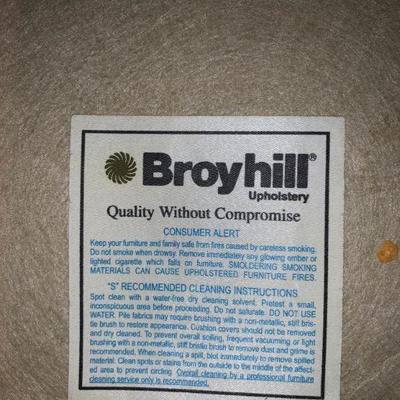 Broyhill®
Upholstery
Quality Without Compromise
CONSUMER ALERT
Keep your furniture and family safe from fires caused by careless smoking.
Do not smoke when drowsy. Remove immediately any glowing ember or
lighted cigarette which falls on furniture. SMOLDERING SMOKING
MATERIALS CAN CAUSE UPHOLSTERED FURNITURE FIRES.
"S" RECOMMENDED CLEANING INSTRUCTIONS
Spot clean with a water-free dry cleaning solvent. Pretest a small,
inconspicuous area before proceeding. Do not saturate. DO NOT USE
WATER. Pile fabrics may require brushing with a non-metallic, stiff bris-
tle brush to restore appearance. Cushion covers should not be removed
and dry cleaned. To prevent overall soiling, frequent vacuuming or light
brushing with a non-metallic, stiff bristle brush to remove dust and grime is
recommended. When cleaning a spill, blot immediately to remove spilled
material. Clean spots or stains from the outside to the middle of the affect-
ed area to prevent circling. Overall cleaning by a professional furniture
cleaning service only is recommended.